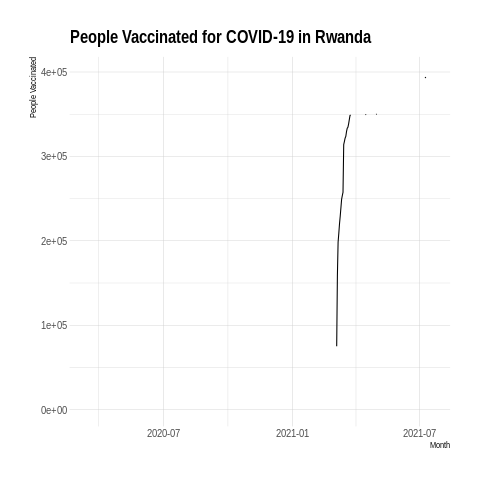 People Vaccinated for COVID-19 in Rwanda
People Vaccinated
4e+05
3e+05
2e+05
1e+05
0e+00
2020-07
2021-01
2021-07
Month